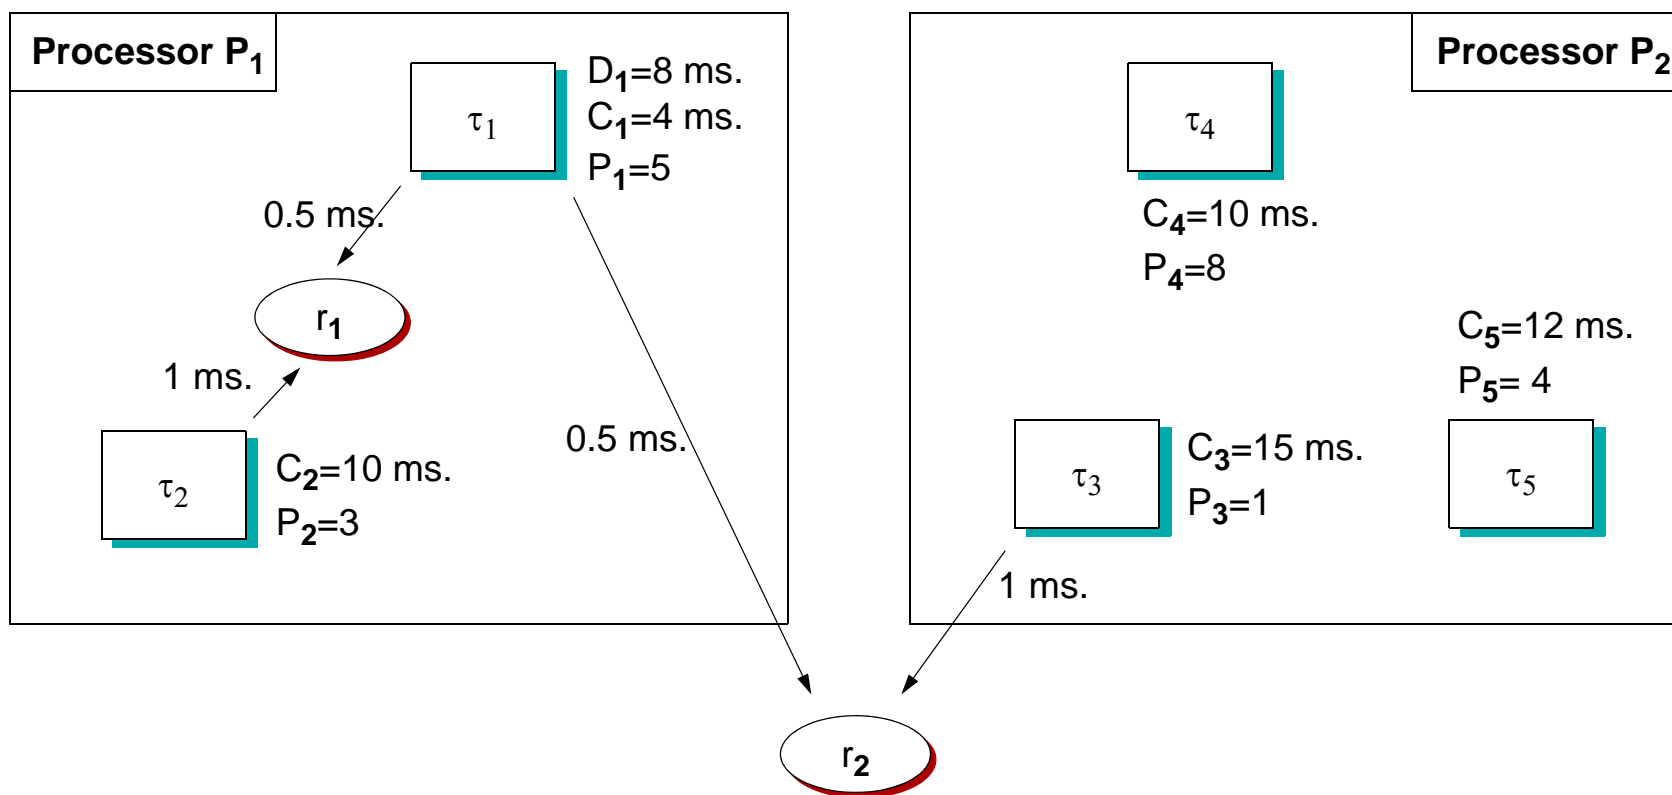 Processor P1
τ1
D1=8 ms.
C1=4 ms.
P1=5
0.5 ms.
r1
1 ms.
τ2
C2=10 ms.
P2=3
0.5 ms.
Processor P2
τ4
C4=10 ms.
P4=8
C5=12 ms.
P5= 4
τ3
C3=15 ms.
P3=1
τ5
1 ms.
r2